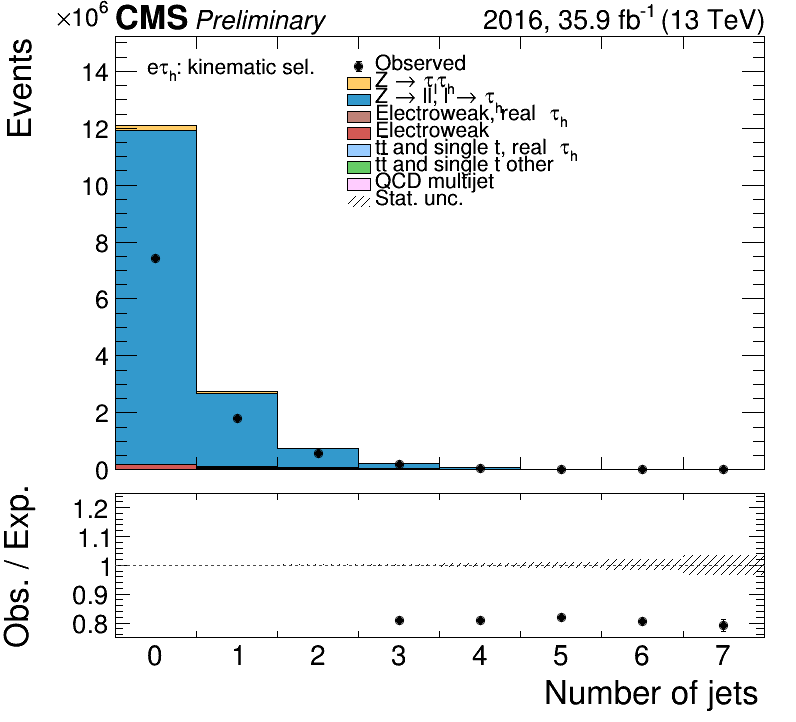 ×10⁶ CMS Preliminary 2016, 35.9 fb⁻¹ (13 TeV)
Events
eτₕ: kinematic sel.
Observed
Z → τₗτₕ
Z → ll, l → τₕ
Electroweak, real τₕ
Electroweak
tt̄ and single t, real τₕ
tt̄ and single t other
QCD multijet
Stat. unc.
14
12
10
8
6
4
2
0
Obs. / Exp.
1.2
1.1
1
0.9
0.8
0 1 2 3 4 5 6 7
Number of jets